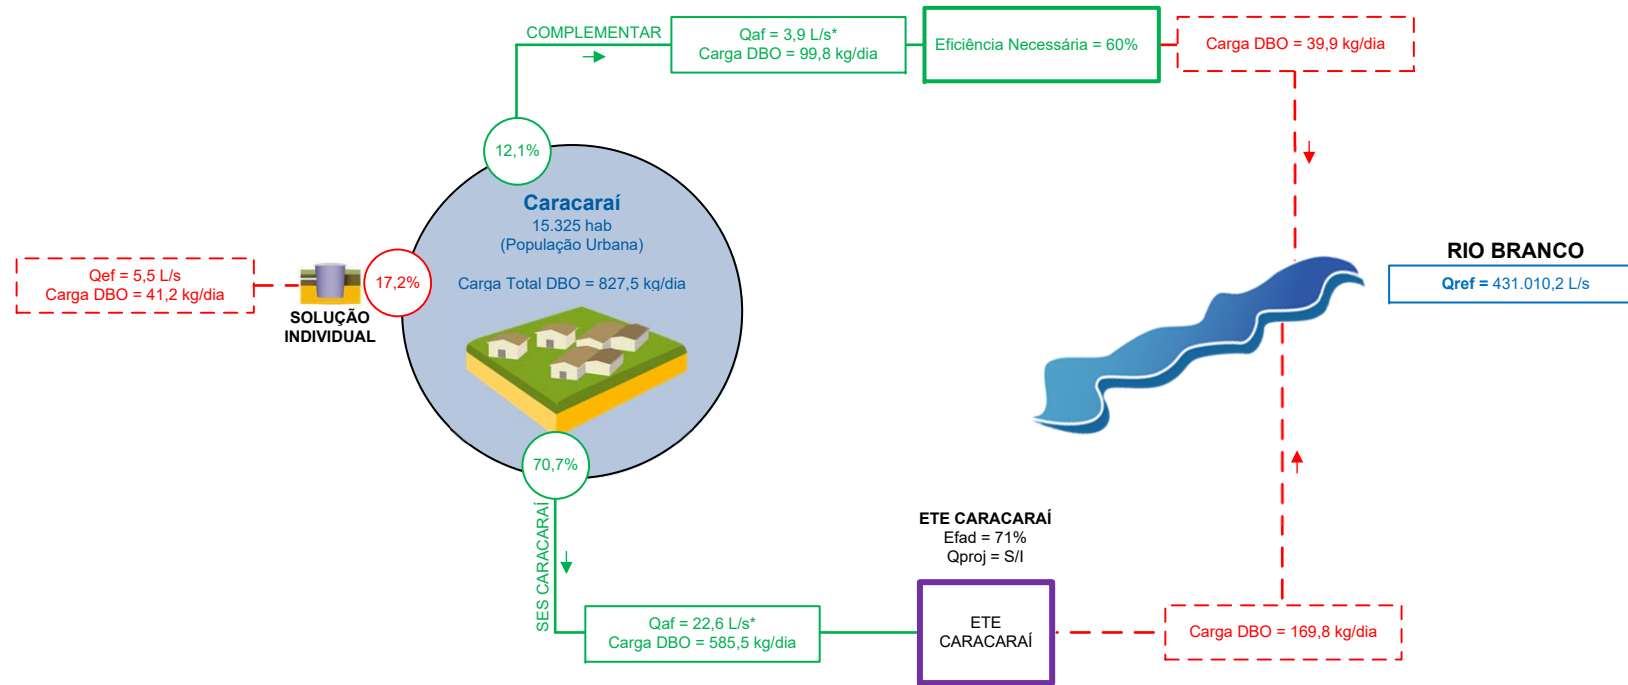 COMPLEMENTAR
Qaf = 3,9 L/s*
Carga DBO = 99,8 kg/dia
Eficiência Necessária = 60%
Carga DBO = 39,9 kg/dia
12,1%
Caracaraí
15.325 hab
(População Urbana)
Carga Total DBO = 827,5 kg/dia
Qef = 5,5 L/s
Carga DBO = 41,2 kg/dia
17,2%
SOLUÇÃO
INDIVIDUAL
RIO BRANCO
Qref = 431.010,2 L/s
70,7%
SES CARACARAÍ
ETE CARACARAÍ
Efad = 71%
Qproj = S/I
Qaf = 22,6 L/s*
Carga DBO = 585,5 kg/dia
ETE
CARACARAÍ
Carga DBO = 169,8 kg/dia